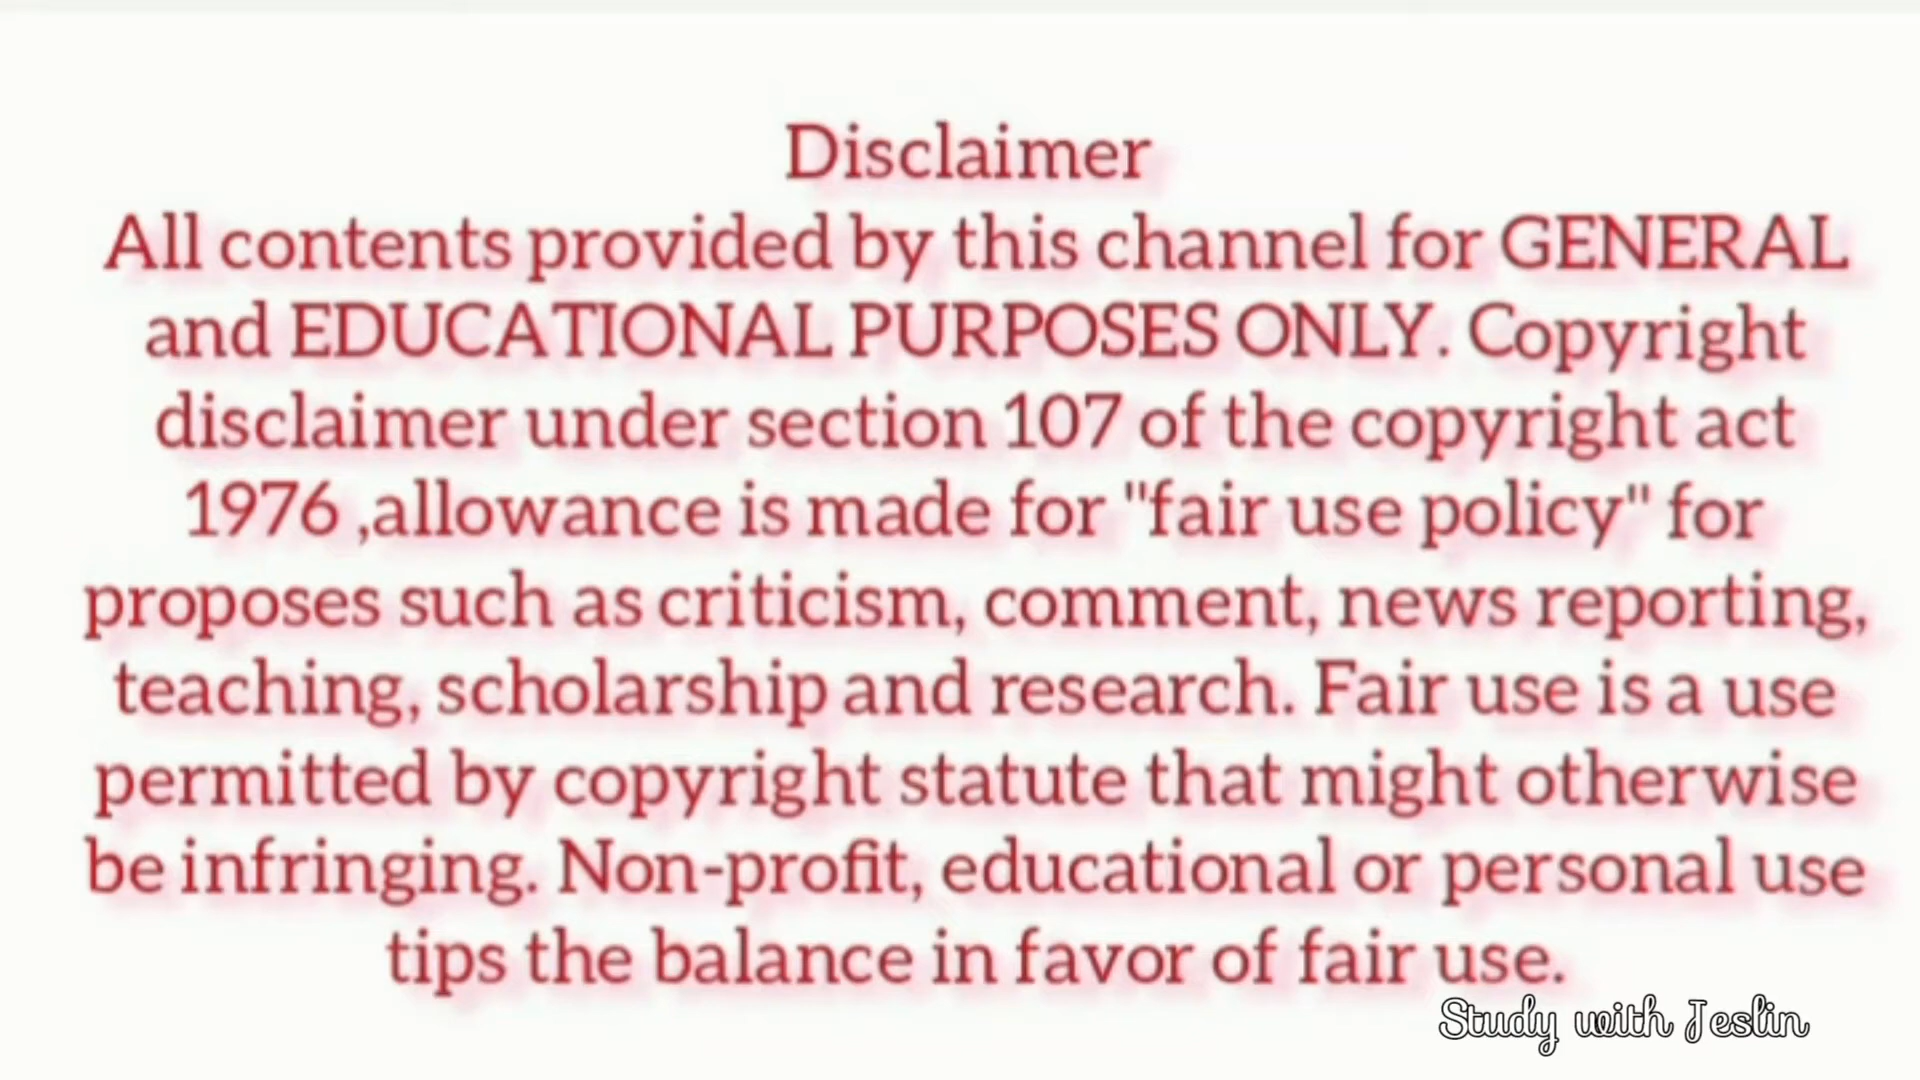 Disclaimer
All contents provided by this channel for GENERAL
and EDUCATIONAL PURPOSES ONLY. Copyright
disclaimer under section 107 of the copyright act
1976 ,allowance is made for "fair use policy" for
proposes such as criticism, comment, news reporting,
teaching, scholarship and research. Fair use is a use
permitted by copyright statute that might otherwise
be infringing. Non-profit, educational or personal use
tips the balance in favor of fair use.
Study with Jeslin